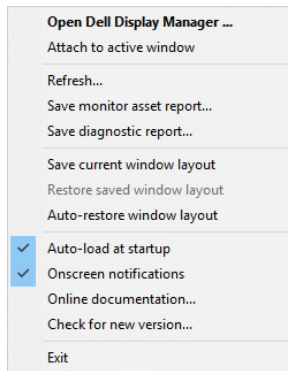 Open Dell Display Manager ...
Attach to active window
Refresh...
Save monitor asset report...
Save diagnostic report...
Save current window layout
Restore saved window layout
Auto-restore window layout
Auto-load at startup
Onscreen notifications
Online documentation...
Check for new version...
Exit